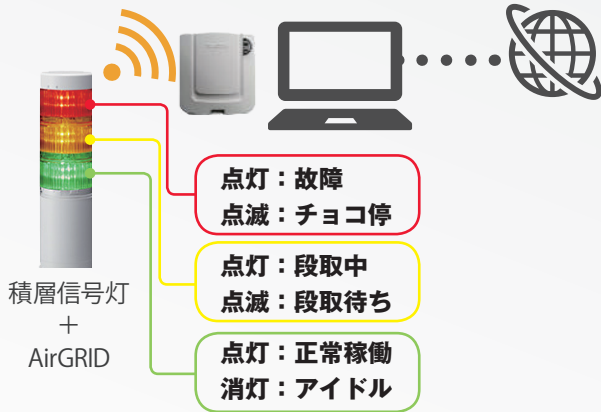 点灯：故障
点滅：チョコ停
点灯：段取中
点滅：段取待ち
点灯：正常稼働
消灯：アイドル
積層信号灯
＋
AirGRID